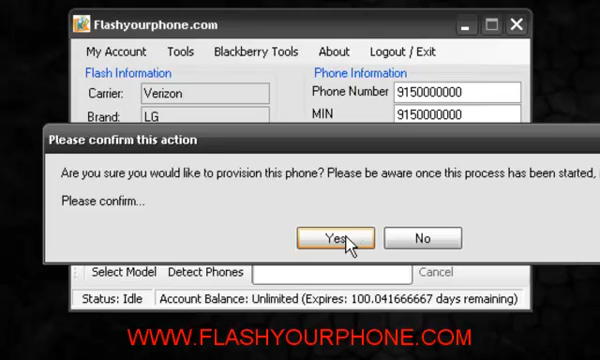 Flashyourphone.com
My Account Tools Blackberry Tools About Logout / Exit
Flash Information Phone Information
Carrier: Verizon Phone Number 9150000000
Brand: LG MIN 9150000000
Please confirm this action
Are you sure you would like to provision this phone? Please be aware once this process has been started,
Please confirm...
Yes No
Select Model Detect Phones Cancel
Status: Idle Account Balance: Unlimited (Expires: 100.041666667 days remaining)
WWW.FLASHYOURPHONE.COM